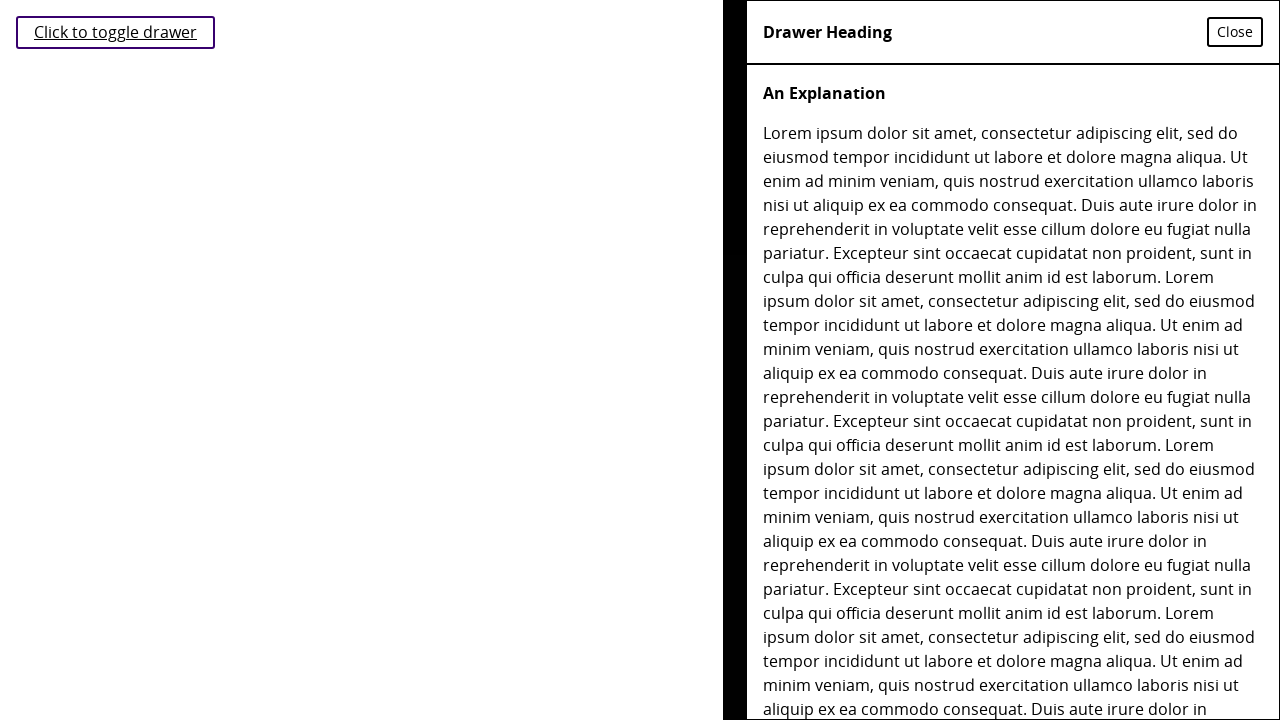 Click to toggle drawer
Drawer Heading
Close
An Explanation
Lorem ipsum dolor sit amet, consectetur adipiscing elit, sed do
eiusmod tempor incididunt ut labore et dolore magna aliqua. Ut
enim ad minim veniam, quis nostrud exercitation ullamco laboris
nisi ut aliquip ex ea commodo consequat. Duis aute irure dolor in
reprehenderit in voluptate velit esse cillum dolore eu fugiat nulla
pariatur. Excepteur sint occaecat cupidatat non proident, sunt in
culpa qui officia deserunt mollit anim id est laborum. Lorem
ipsum dolor sit amet, consectetur adipiscing elit, sed do eiusmod
tempor incididunt ut labore et dolore magna aliqua. Ut enim ad
minim veniam, quis nostrud exercitation ullamco laboris nisi ut
aliquip ex ea commodo consequat. Duis aute irure dolor in
reprehenderit in voluptate velit esse cillum dolore eu fugiat nulla
pariatur. Excepteur sint occaecat cupidatat non proident, sunt in
culpa qui officia deserunt mollit anim id est laborum. Lorem
ipsum dolor sit amet, consectetur adipiscing elit, sed do eiusmod
tempor incididunt ut labore et dolore magna aliqua. Ut enim ad
minim veniam, quis nostrud exercitation ullamco laboris nisi ut
aliquip ex ea commodo consequat. Duis aute irure dolor in
reprehenderit in voluptate velit esse cillum dolore eu fugiat nulla
pariatur. Excepteur sint occaecat cupidatat non proident, sunt in
culpa qui officia deserunt mollit anim id est laborum. Lorem
ipsum dolor sit amet, consectetur adipiscing elit, sed do eiusmod
tempor incididunt ut labore et dolore magna aliqua. Ut enim ad
minim veniam, quis nostrud exercitation ullamco laboris nisi ut
aliquip ex ea commodo consequat. Duis aute irure dolor in